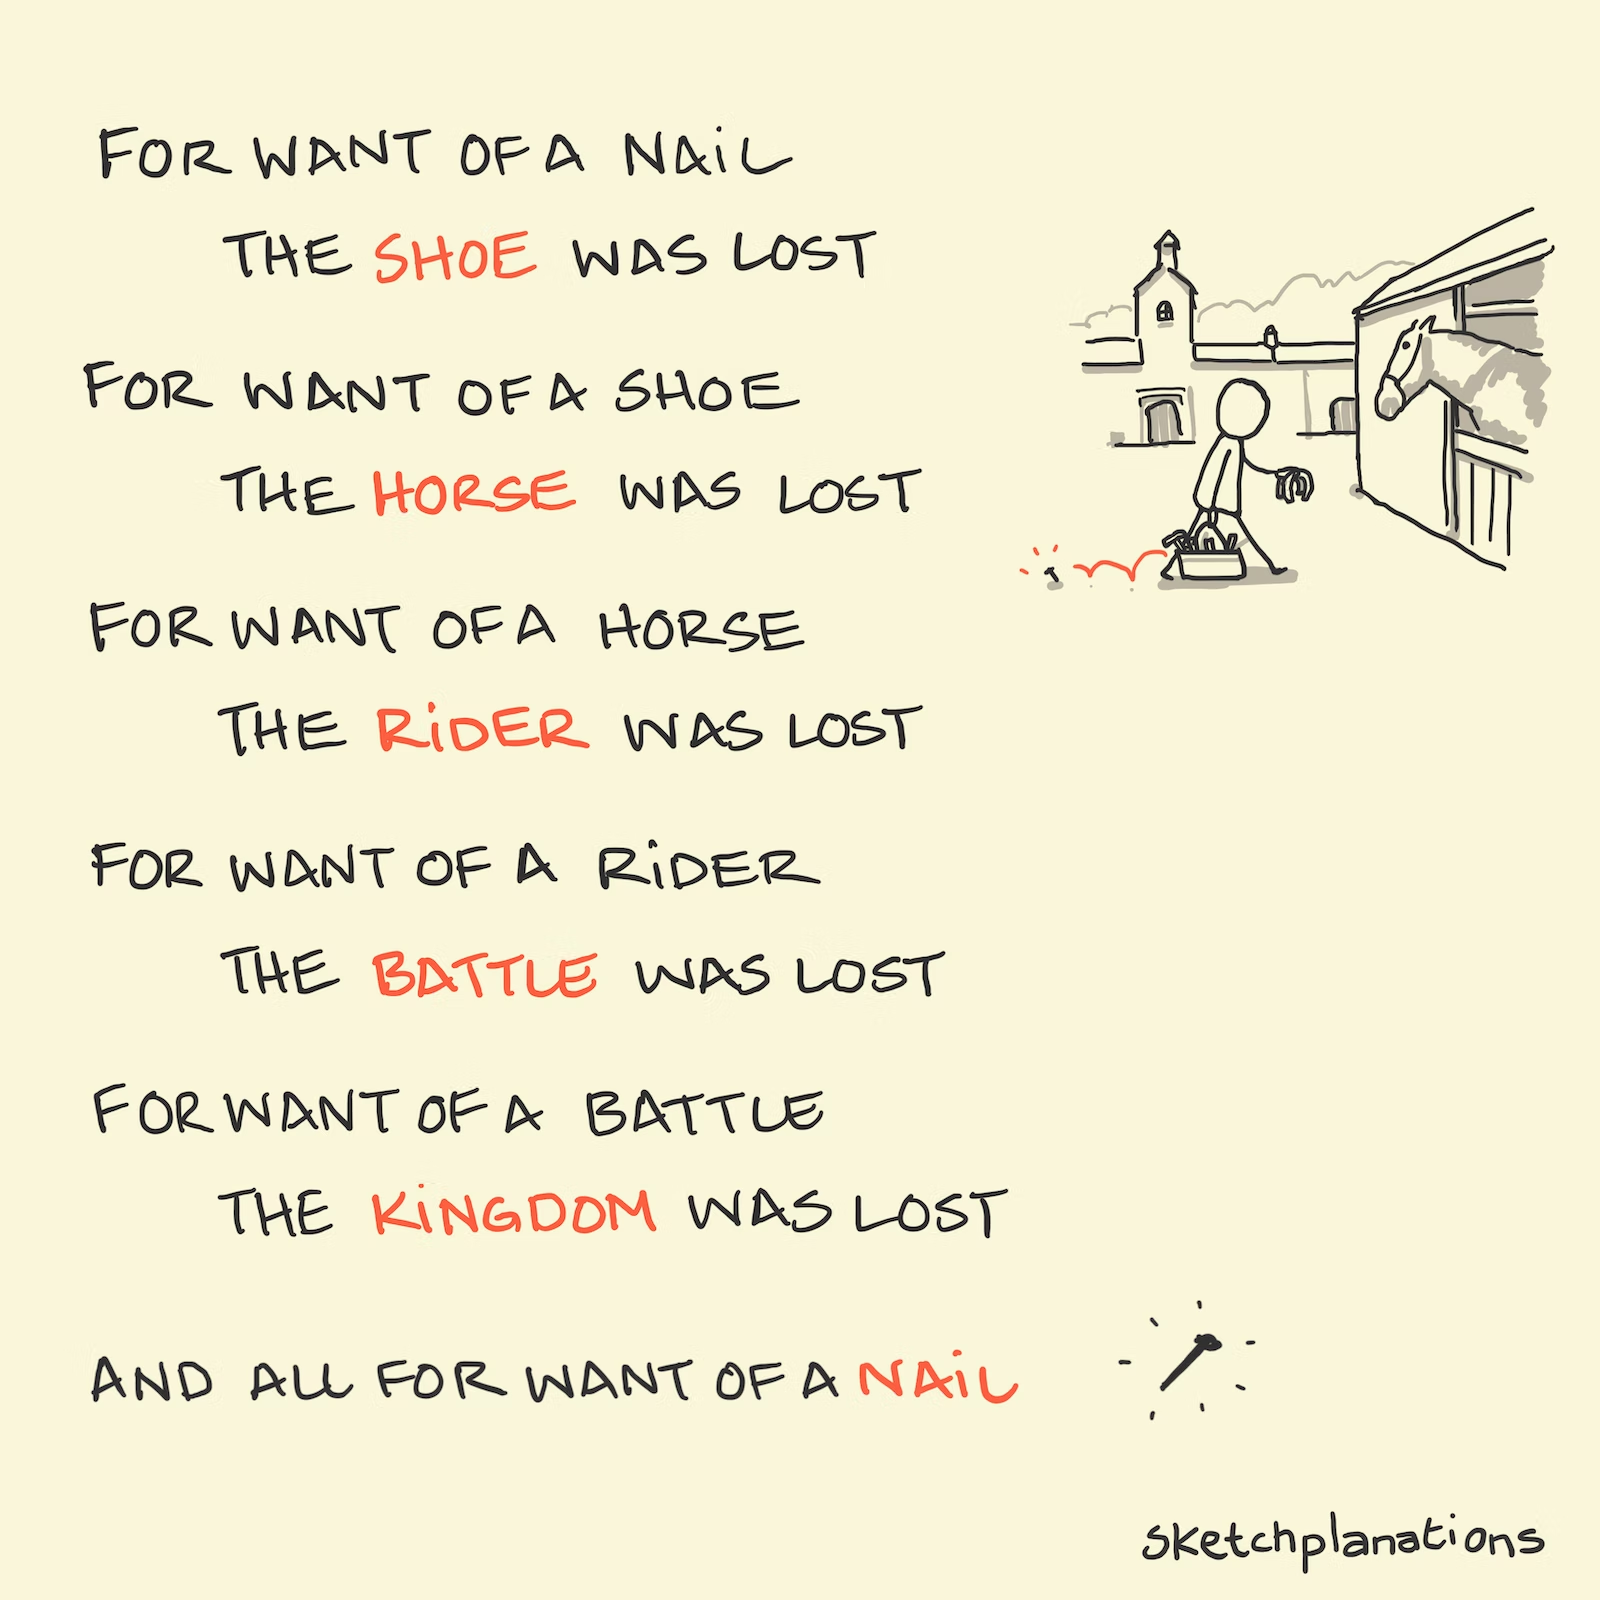 FOR WANT OF A NAiL
THE SHOE WAS LOST
FOR WANT OF A SHOE
THE HORSE WAS LOST
FOR WANT OF A HORSE
THE RiDER WAS LOST
FOR WANT OF A RiDER
THE BATTLE WAS LOST
FOR WANT OF A BATTLE
THE KiNGDOM WAS LOST
AND ALL FOR WANT OF A NAiL
sketchplanations